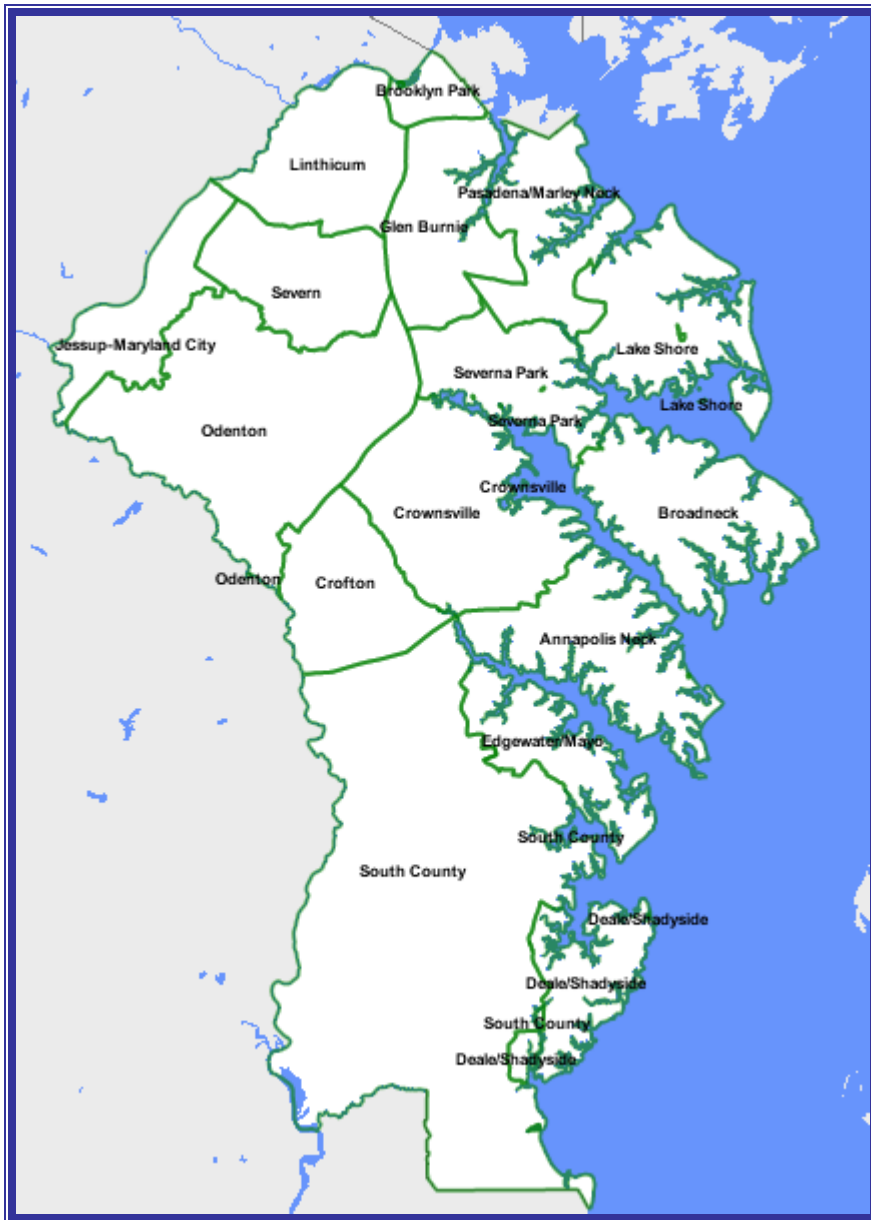 Brooklyn Park
Linthicum
Pasadena/Marley Neck
Glen Burnie
Severn
Jessup-Maryland City
Lake Shore
Severna Park
Lake Shore
Severna Park
Odenton
Crownsville
Crownsville
Broadneck
Odenton
Crofton
Annapolis Neck
Edgewater/Mayo
South County
South County
Deale/Shadyside
Deale/Shadyside
South County
Deale/Shadyside